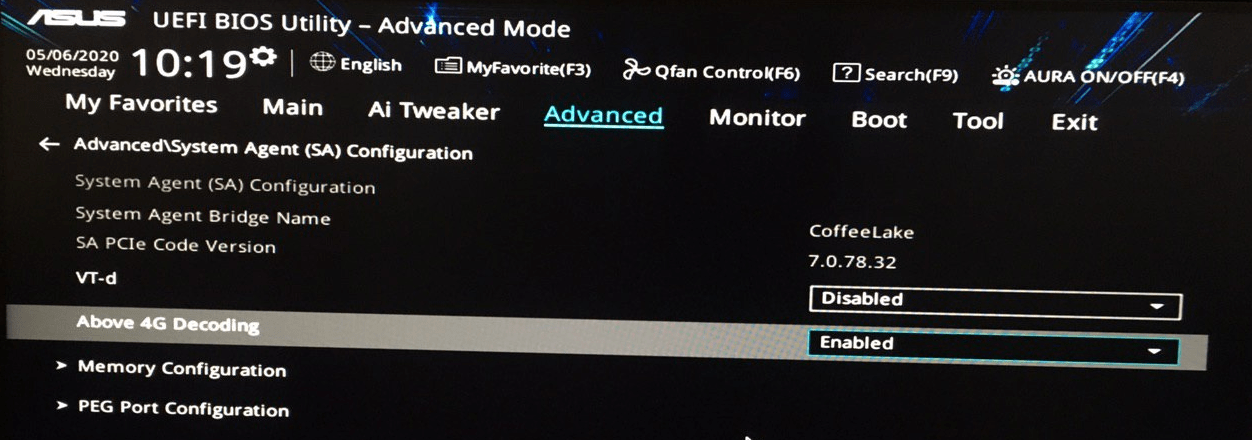 ASUS UEFI BIOS Utility – Advanced Mode
05/06/2020
Wednesday 10:19 English MyFavorite(F3) Qfan Control(F6) ? Search(F9) AURA ON/OFF(F4)
My Favorites Main Ai Tweaker Advanced Monitor Boot Tool Exit
← Advanced\System Agent (SA) Configuration
System Agent (SA) Configuration
System Agent Bridge Name CoffeeLake
SA PCIe Code Version 7.0.78.32
VT-d Disabled
Above 4G Decoding Enabled
➤ Memory Configuration
➤ PEG Port Configuration